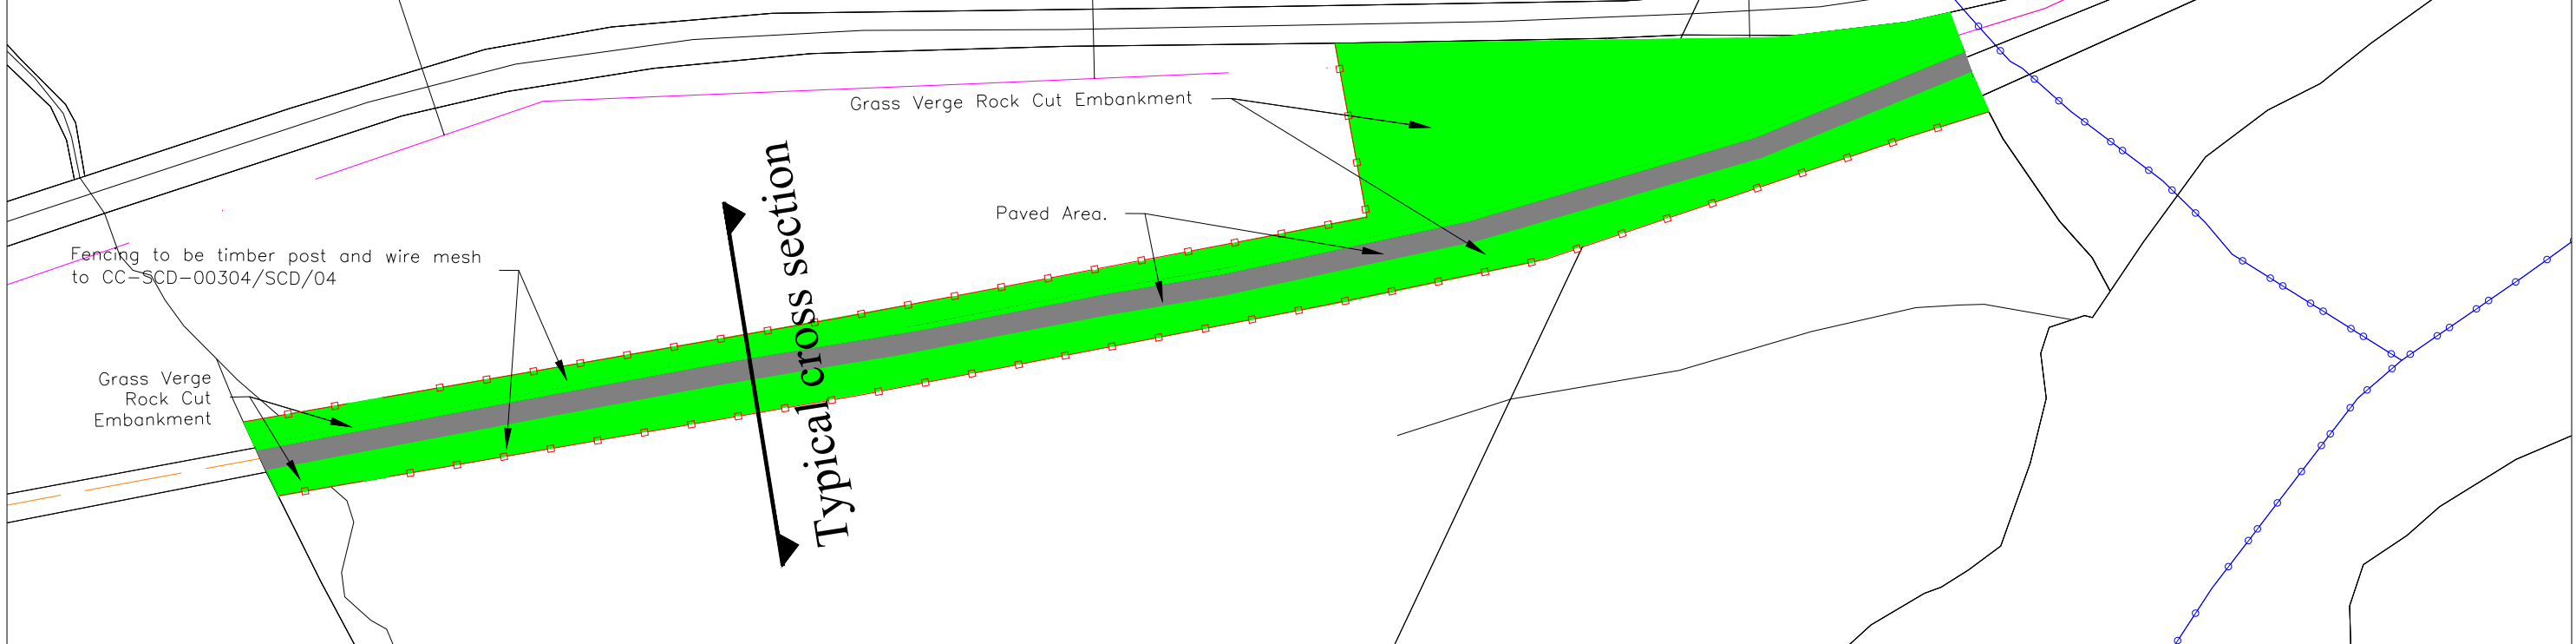 Grass Verge Rock Cut Embankment
Paved Area.
Typical cross section
Fencing to be timber post and wire mesh
to CC-SCD-00304/SCD/04
Grass Verge
Rock Cut
Embankment